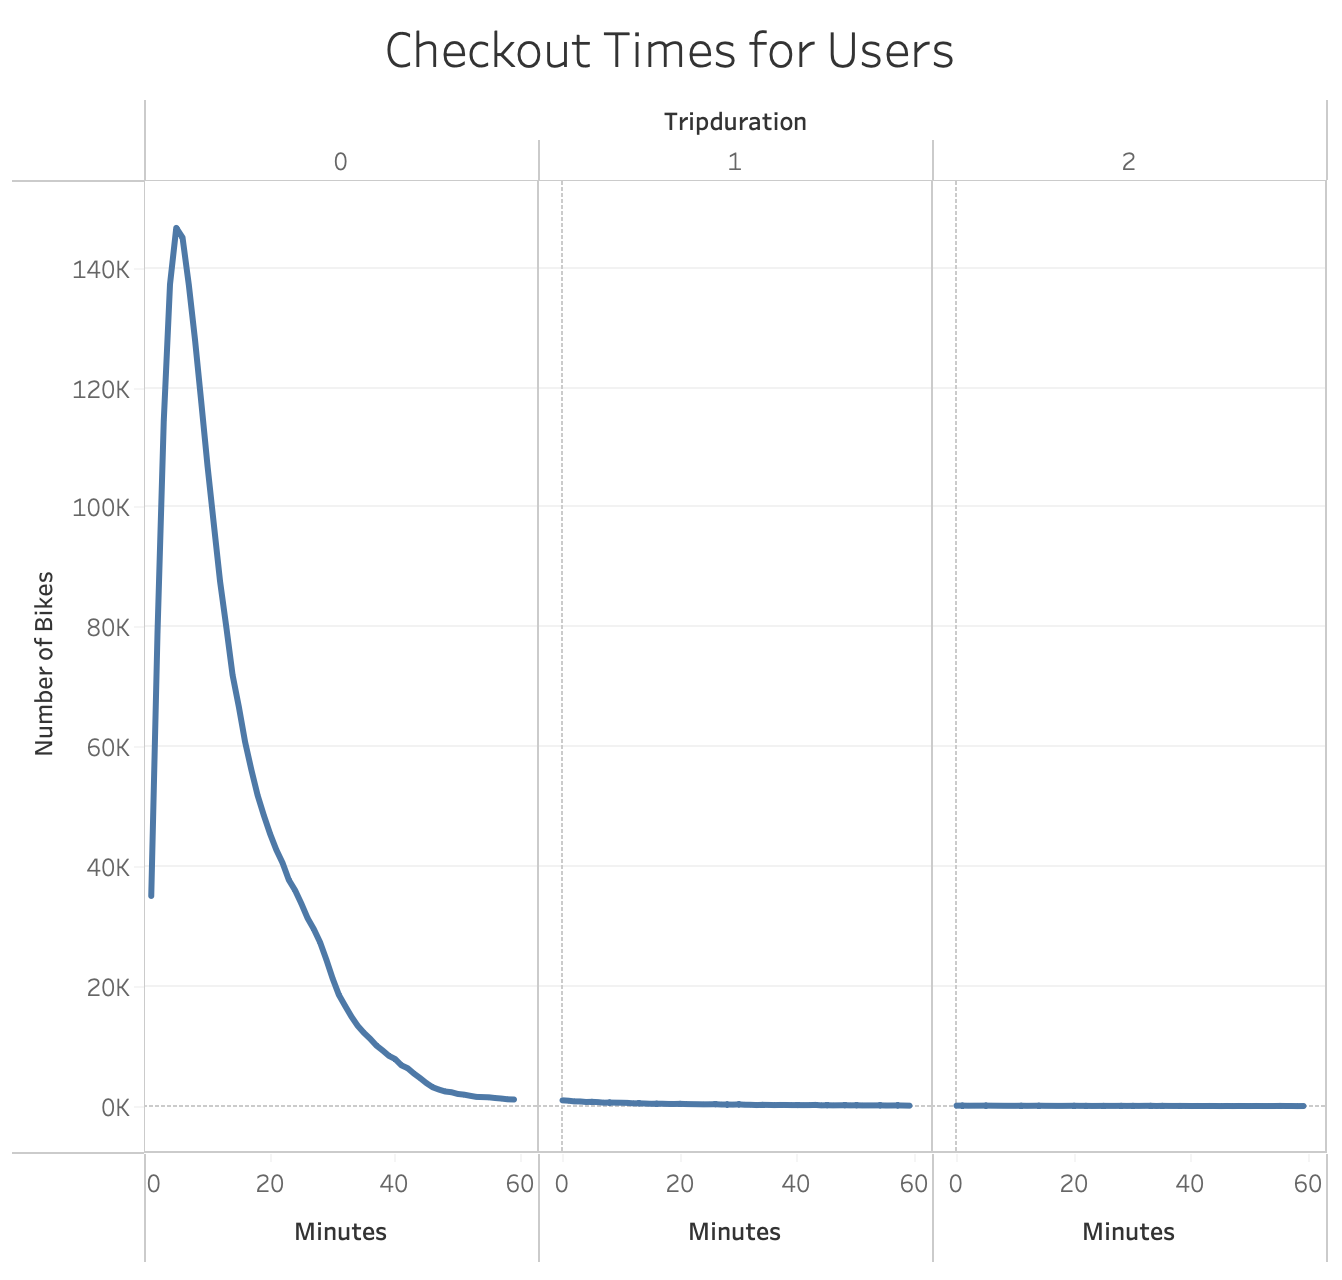 Checkout Times for Users
Tripduration
0 1 2
140K
120K
100K
80K
60K
40K
20K
0K
Number of Bikes
0 20 40 60 0 20 40 60 0 20 40 60
Minutes Minutes Minutes